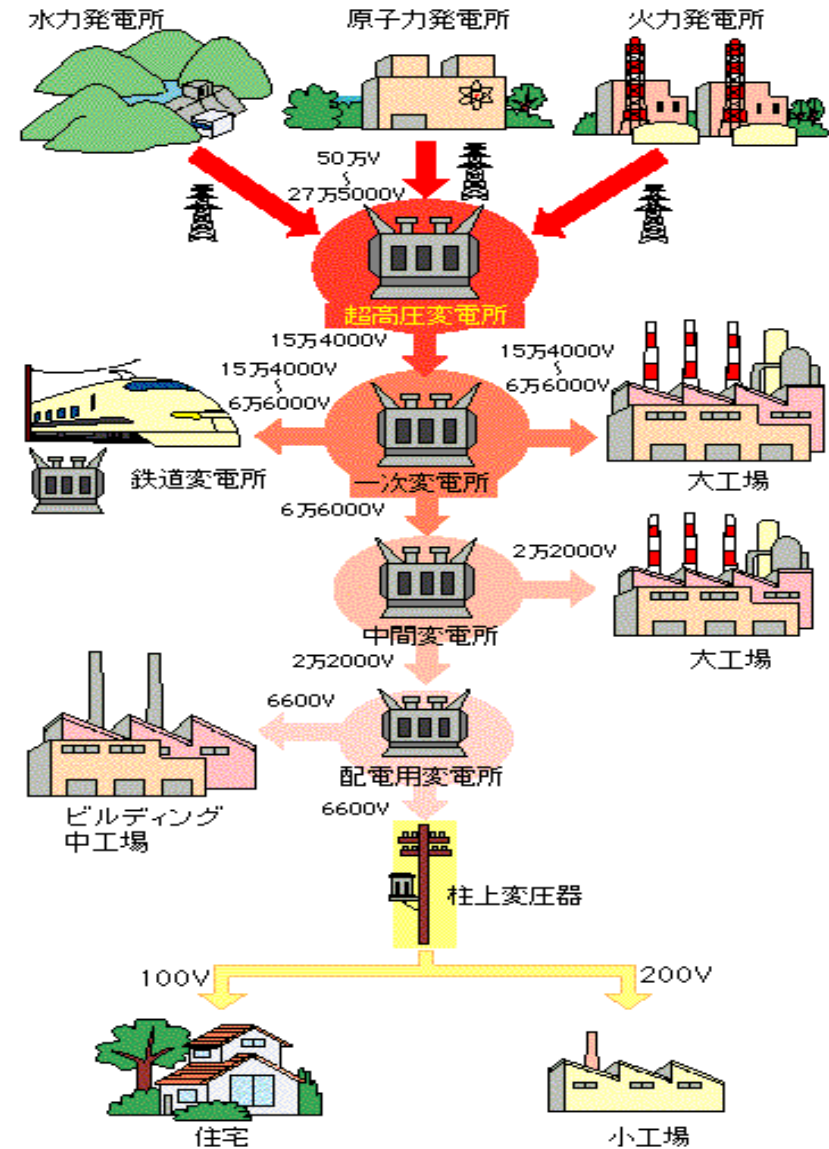 水力発電所
原子力発電所
火力発電所
50万V
〜
27万5000V
超高圧変電所
15万4000V
15万4000V
〜
6万6000V
15万4000V
〜
6万6000V
鉄道変電所
一次変電所
大工場
6万6000V
2万2000V
中間変電所
大工場
2万2000V
6600V
配電用変電所
ビルディング
中工場
6600V
柱上変圧器
100V
200V
住宅
小工場